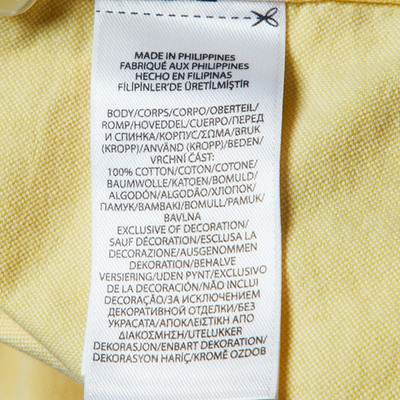 MADE IN PHILIPPINES
FABRIQUÉ AUX PHILIPPINES
HECHO EN FILIPINAS
FİLİPİNLER'DE ÜRETİLMİŞTİR
BODY/CORPS/CORPO/OBERTEIL/
ROMP/HOVEDDEL/CUERPO/ПЕРЕД
И СПИНКА/КОРПУС/ΣΩΜΑ/BRUK
(KROPP)/ANVÄND (KROPP)/BEDEN/
VRCHNÍ ČÁST:
100% COTTON/COTON/COTONE/
BAUMWOLLE/KATOEN/BOMULD/
ALGODÓN/ALGODÃO/ХЛОПОК/
ПАМУК/ΒΑΜΒΑΚΙ/BOMULL/PAMUK/
BAVLNA
EXCLUSIVE OF DECORATION/
SAUF DÉCORATION/ESCLUSA LA
DECORAZIONE/AUSGENOMMEN
DEKORATION/BEHALVE
VERSIERING/UDEN PYNT/EXCLUSIVO
DE LA DECORACIÓN/NÃO INCLUI
DECORAÇÃO/ЗА ИСКЛЮЧЕНИЕМ
ДЕКОРАТИВНОЙ ОТДЕЛКИ/БЕЗ
УКРАСАТА/ΑΠΟΚΛΕΙΣΤΙΚΗ ΑΠΟ
ΔΙΑΚΟΣΜΗΣΗ/UTELUKKER
DEKORASJON/ENBART DEKORATION/
DEKORASYON HARİÇ/KROMĚ OZDOB